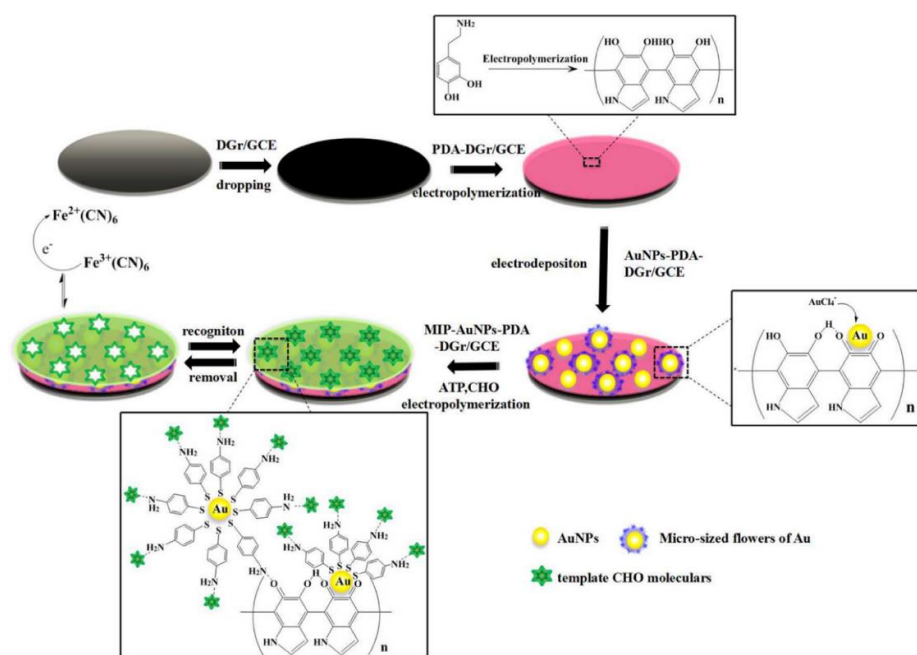 NH₂
OH
OH
Electropolymerization
HO OHHO OH
HN HN
n
DGr/GCE
dropping
PDA-DGr/GCE
electropolymerization
Fe²⁺(CN)₆
e⁻
Fe³⁺(CN)₆
electrodepositon
AuNPs-PDA-
DGr/GCE
recogniton
removal
MIP-AuNPs-PDA
-DGr/GCE
ATP,CHO
electropolymerization
AuCl₄⁻
HO O H O Au O
HN HN
n
NH₂
NH₂
NH₂
NH₂
NH₂
H₂N
H₂N
S S S S S S S S
Au
H₂
N
NH₂
NH₂
NH₂
S S S S
Au
O O H O O
HN HN
n
AuNPs
Micro-sized flowers of Au
template CHO moleculars